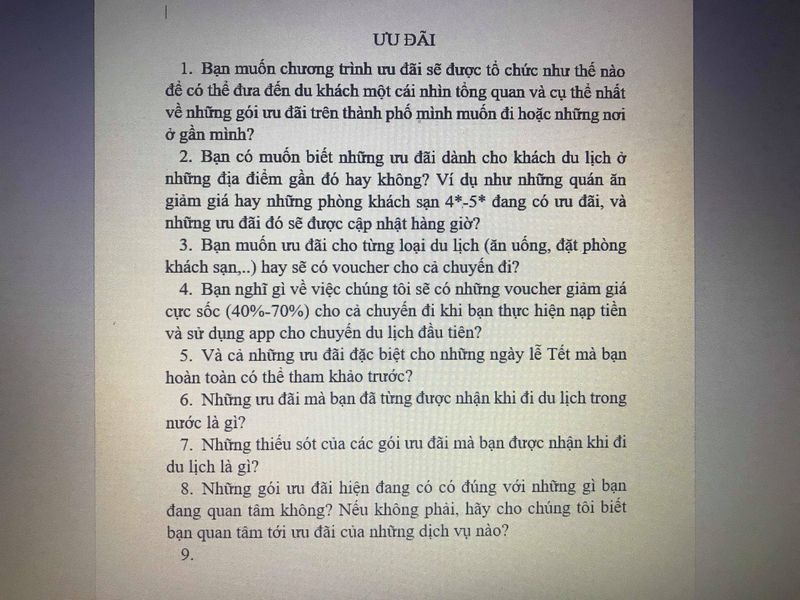 ƯU ĐÃI
1. Bạn muốn chương trình ưu đãi sẽ được tổ chức như thế nào
để có thể đưa đến du khách một cái nhìn tổng quan và cụ thể nhất
về những gói ưu đãi trên thành phố mình muốn đi hoặc những nơi
ở gần mình?
2. Bạn có muốn biết những ưu đãi dành cho khách du lịch ở
những địa điểm gần đó hay không? Ví dụ như những quán ăn
giảm giá hay những phòng khách sạn 4*-5* đang có ưu đãi, và
những ưu đãi đó sẽ được cập nhật hàng giờ?
3. Bạn muốn ưu đãi cho từng loại du lịch (ăn uống, đặt phòng
khách sạn,..) hay sẽ có voucher cho cả chuyến đi?
4. Bạn nghĩ gì về việc chúng tôi sẽ có những voucher giảm giá
cực sốc (40%-70%) cho cả chuyến đi khi bạn thực hiện nạp tiền
và sử dụng app cho chuyến du lịch đầu tiên?
5. Và cả những ưu đãi đặc biệt cho những ngày lễ Tết mà bạn
hoàn toàn có thể tham khảo trước?
6. Những ưu đãi mà bạn đã từng được nhận khi đi du lịch trong
nước là gì?
7. Những thiếu sót của các gói ưu đãi mà bạn được nhận khi đi
du lịch là gì?
8. Những gói ưu đãi hiện đang có có đúng với những gì bạn
đang quan tâm không? Nếu không phải, hãy cho chúng tôi biết
bạn quan tâm tới ưu đãi của những dịch vụ nào?
9.